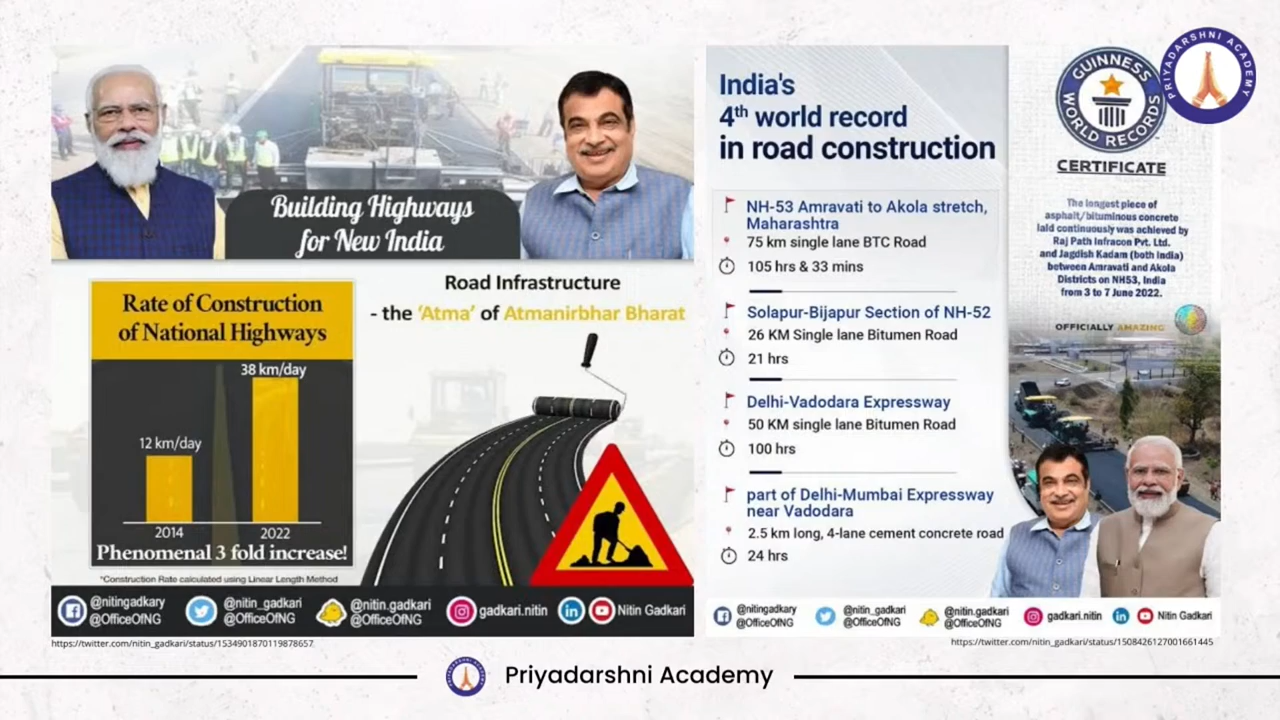 Building Highways
for New India
Rate of Construction
of National Highways
38 km/day
12 km/day
2014
2022
Phenomenal 3 fold increase!
*Construction Rate calculated using Linear Length Method
Road Infrastructure
- the 'Atma' of Atmanirbhar Bharat
@nitingadkary
@OfficeOfNG
@nitin_gadkari
@OfficeOfNG
@nitin.gadkari
@OfficeOfNG
gadkari.nitin
Nitin Gadkari
https://twitter.com/nitin_gadkari/status/1534901870119878657
India's
4th world record
in road construction
NH-53 Amravati to Akola stretch,
Maharashtra
75 km single lane BTC Road
105 hrs & 33 mins
Solapur-Bijapur Section of NH-52
26 KM Single lane Bitumen Road
21 hrs
Delhi-Vadodara Expressway
50 KM single lane Bitumen Road
100 hrs
part of Delhi-Mumbai Expressway
near Vadodara
2.5 km long, 4-lane cement concrete road
24 hrs
GUINNESS
WORLD RECORDS
PRIYADARSHNI ACADEMY
CERTIFICATE
The longest piece of
asphalt/bituminous concrete
laid continuously was achieved by
Raj Path Infracon Pvt. Ltd.
and Jagdish Kadam (both India)
between Amravati and Akola
Districts on NH53, India
from 3 to 7 June 2022.
OFFICIALLY AMAZING
@nitingadkary
@OfficeOfNG
@nitin_gadkari
@OfficeOfNG
@nitin.gadkari
@OfficeOfNG
gadkari.nitin
Nitin Gadkari
https://twitter.com/nitin_gadkari/status/1508426127001661445
Priyadarshni Academy